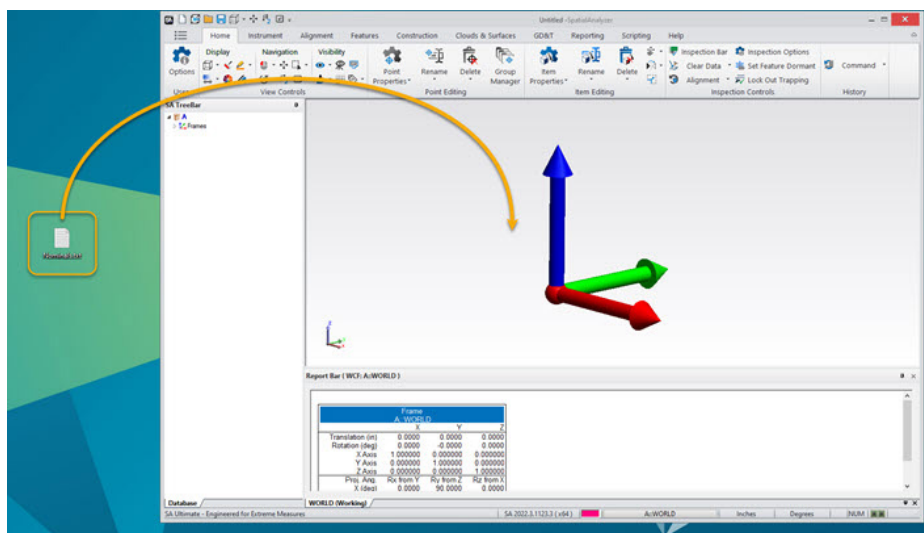 Untitled -SpatialAnalyzer
Home Instrument Alignment Features Construction Clouds & Surfaces GD&T Reporting Scripting Help
Options
Display
Navigation
Visibility
View Controls
Point Properties
Rename
Delete
Group Manager
Point Editing
Item Properties
Rename
Delete
Item Editing
Inspection Bar
Inspection Options
Clear Data
Set Feature Dormant
Alignment
Lock Out Trapping
Inspection Controls
Command
History
SA TreeBar
A
Frames
Report Bar ( WCF: A::WORLD )
Frame
A::WORLD
X Y Z
Translation (in) 0.0000 0.0000 0.0000
Rotation (deg) 0.0000 -0.0000 0.0000
X Axis 1.000000 0.000000 0.000000
Y Axis 0.000000 1.000000 0.000000
Z Axis 0.000000 0.000000 1.000000
Proj. Ang. Rx from Y Ry from Z Rz from X
X (deg) 0.0000 90.0000 0.0000
Database
WORLD (Working)
SA Ultimate - Engineered for Extreme Measures
SA 2022.3.1123.3 ( x64 )
A::WORLD
Inches
Degrees
NUM